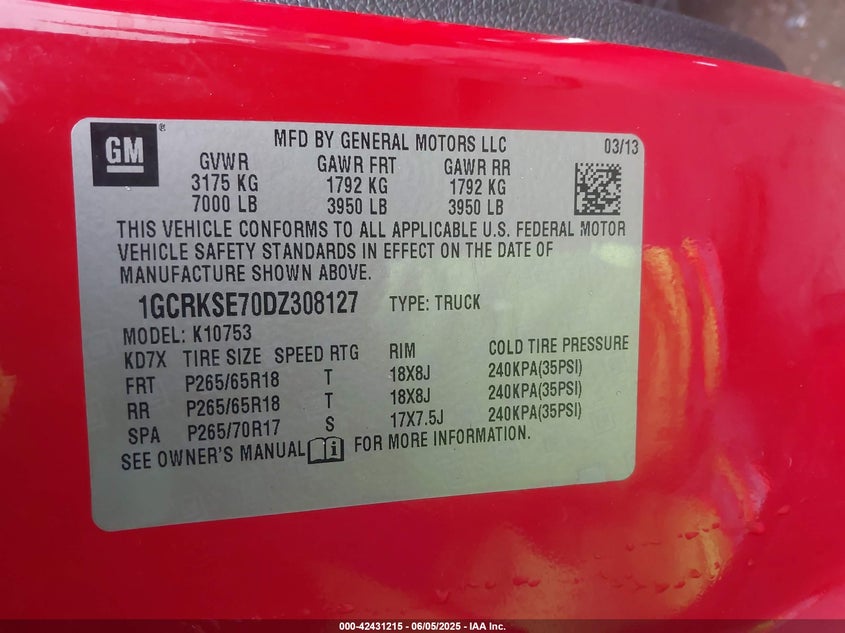 GM ®
MFD BY GENERAL MOTORS LLC 03/13
GVWR GAWR FRT GAWR RR
3175 KG 1792 KG 1792 KG
7000 LB 3950 LB 3950 LB
THIS VEHICLE CONFORMS TO ALL APPLICABLE U.S. FEDERAL MOTOR
VEHICLE SAFETY STANDARDS IN EFFECT ON THE DATE OF
MANUFACTURE SHOWN ABOVE.
1GCRKSE70DZ308127 TYPE: TRUCK
MODEL: K10753
KD7X TIRE SIZE SPEED RTG RIM COLD TIRE PRESSURE
FRT P265/65R18 T 18X8J 240KPA(35PSI)
RR P265/65R18 T 18X8J 240KPA(35PSI)
SPA P265/70R17 S 17X7.5J 240KPA(35PSI)
SEE OWNER'S MANUAL FOR MORE INFORMATION.
000-42431215 - 06/05/2025 - IAA Inc.